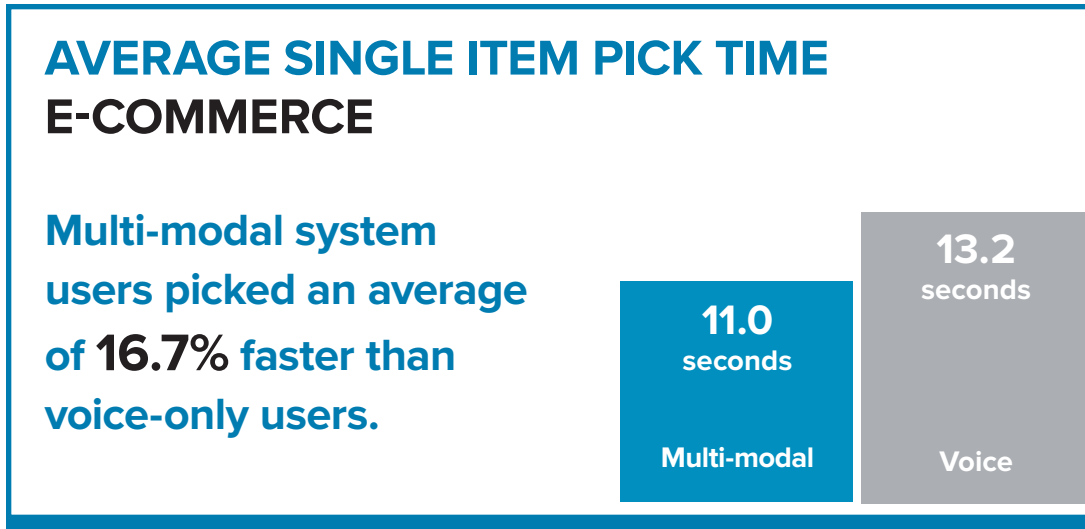 AVERAGE SINGLE ITEM PICK TIME
E-COMMERCE
Multi-modal system
users picked an average
of 16.7% faster than
voice-only users.
11.0
seconds
Multi-modal
13.2
seconds
Voice